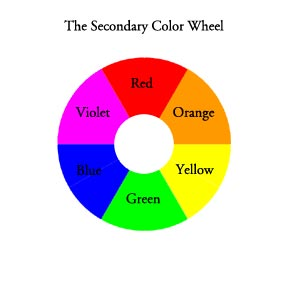 The Secondary Color Wheel
Red
Violet
Orange
Blue
Yellow
Green